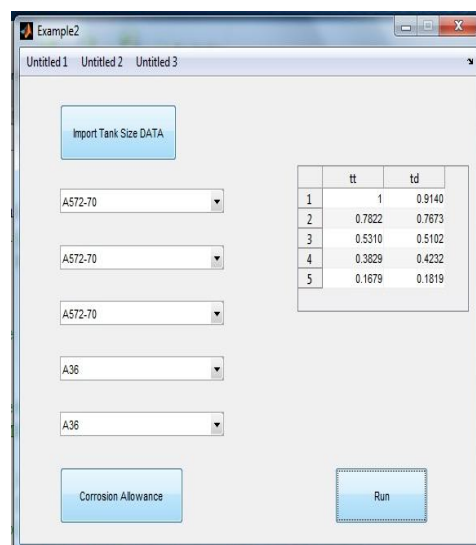 Example2
Untitled 1 Untitled 2 Untitled 3
Import Tank Size DATA
A572-70
A572-70
A572-70
A36
A36
tt td
1 1 0.9140
2 0.7822 0.7673
3 0.5310 0.5102
4 0.3829 0.4232
5 0.1679 0.1819
Corrosion Allowance
Run